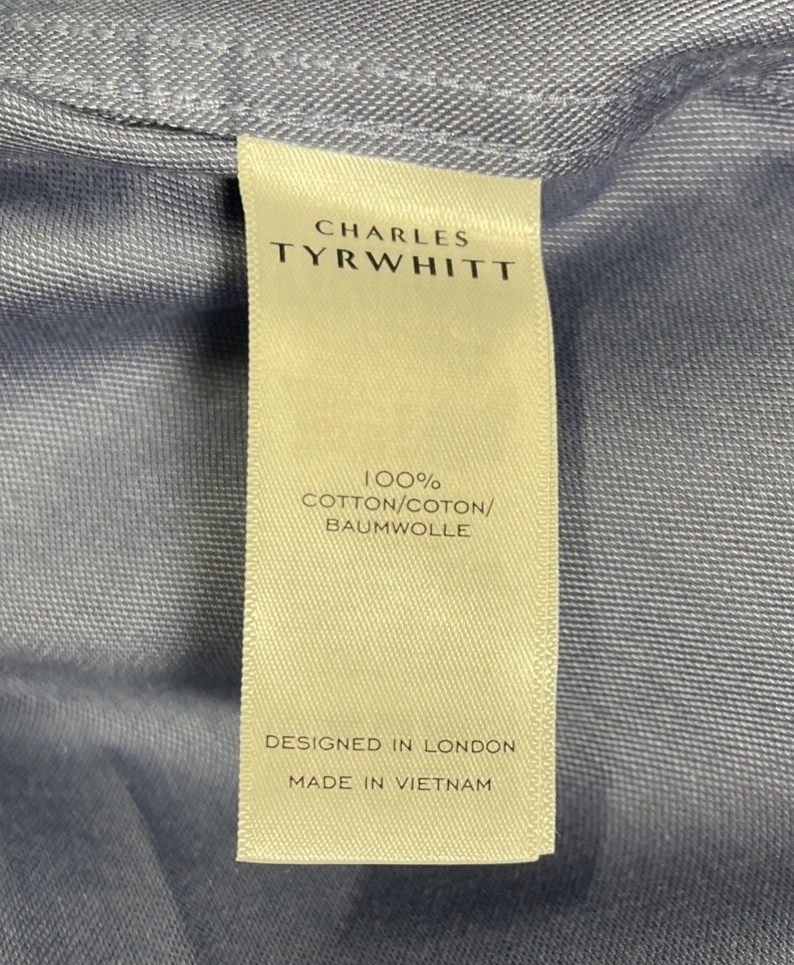 CHARLES
TYRWHITT
100%
COTTON/COTON/
BAUMWOLLE
DESIGNED IN LONDON
MADE IN VIETNAM